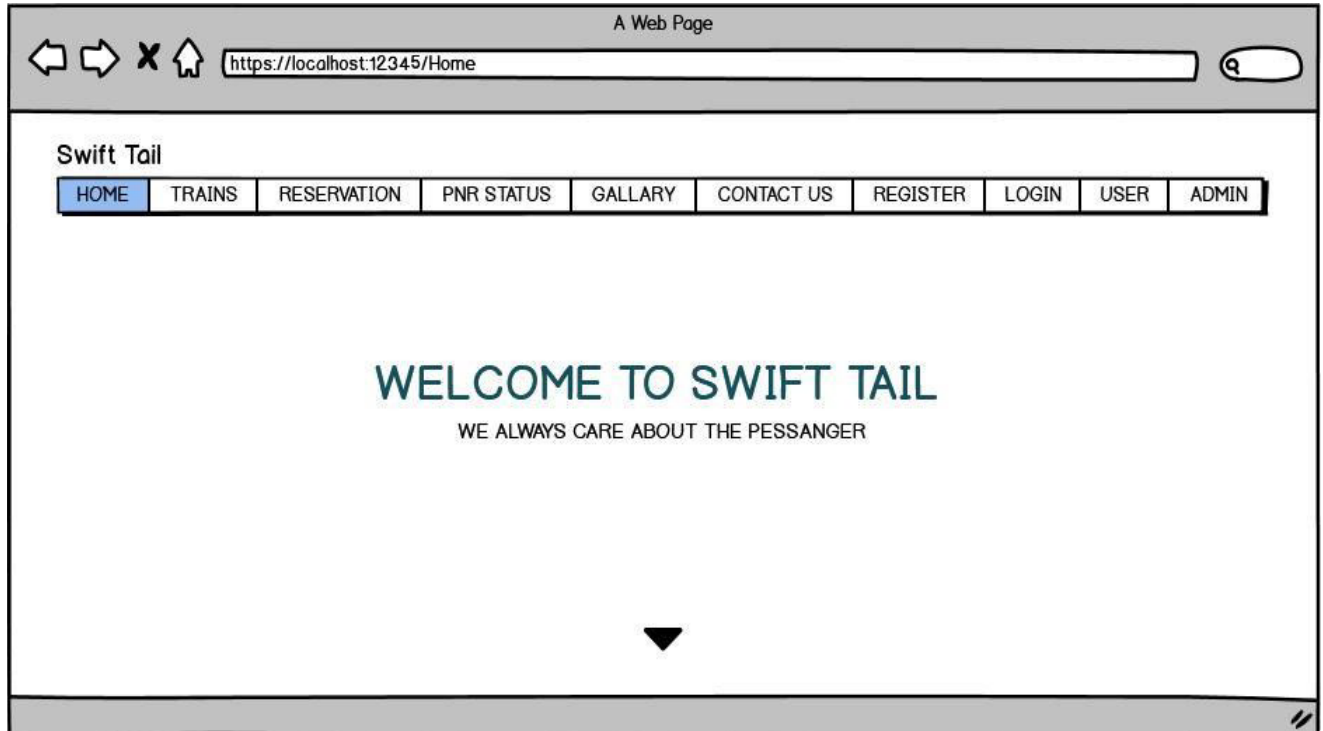 A Web Page
https://localhost:12345/Home
Swift Tail
HOME TRAINS RESERVATION PNR STATUS GALLARY CONTACT US REGISTER LOGIN USER ADMIN
WELCOME TO SWIFT TAIL
WE ALWAYS CARE ABOUT THE PESSANGER